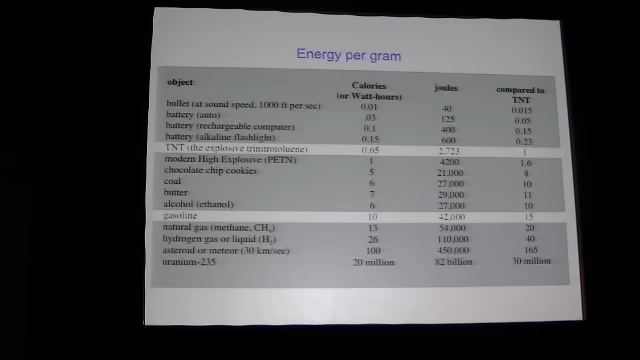 Energy per gram
object Calories (or Watt-hours) joules compared to TNT
bullet (at sound speed, 1000 ft per sec) 0.01 40 0.015
battery (auto) .03 125 0.05
battery (rechargeable computer) 0.1 400 0.15
battery (alkaline flashlight) 0.15 600 0.23
TNT (the explosive trinitrotoluene) 0.65 2,723 1
modern High Explosive (PETN) 1 4200 1.6
chocolate chip cookies 5 21,000 8
coal 6 27,000 10
butter 7 29,000 11
alcohol (ethanol) 6 27,000 10
gasoline 10 42,000 15
natural gas (methane, CH₄) 13 54,000 20
hydrogen gas or liquid (H₂) 26 110,000 40
asteroid or meteor (30 km/sec) 100 450,000 165
uranium-235 20 million 82 billion 30 million